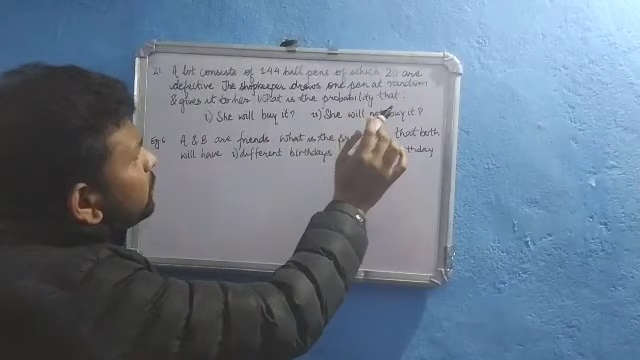 21 A lot consists of 144 ball pens of which 20 are
defective The shopkeeper draws one pen at random
& gives it to her What is the probability that :
i) She will buy it? ii) She will buy it?
Eg 6 A & B are friends What is the that both
will have i) different birthdays